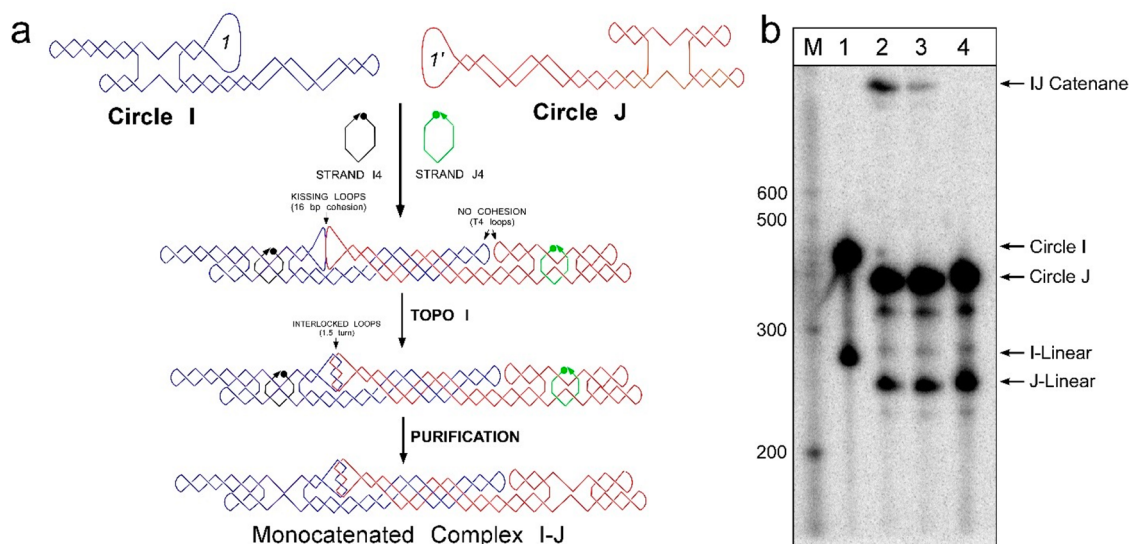 a
1
1'
Circle I
Circle J
STRAND I4
STRAND J4
KISSING LOOPS
(16 bp cohesion)
NO COHESION
(T4 loops)
TOPO I
INTERLOCKED LOOPS
(1.5 turn)
PURIFICATION
Monocatenated Complex I-J
b
M 1 2 3 4
IJ Catenane
600
500
Circle I
Circle J
300
I-Linear
J-Linear
200